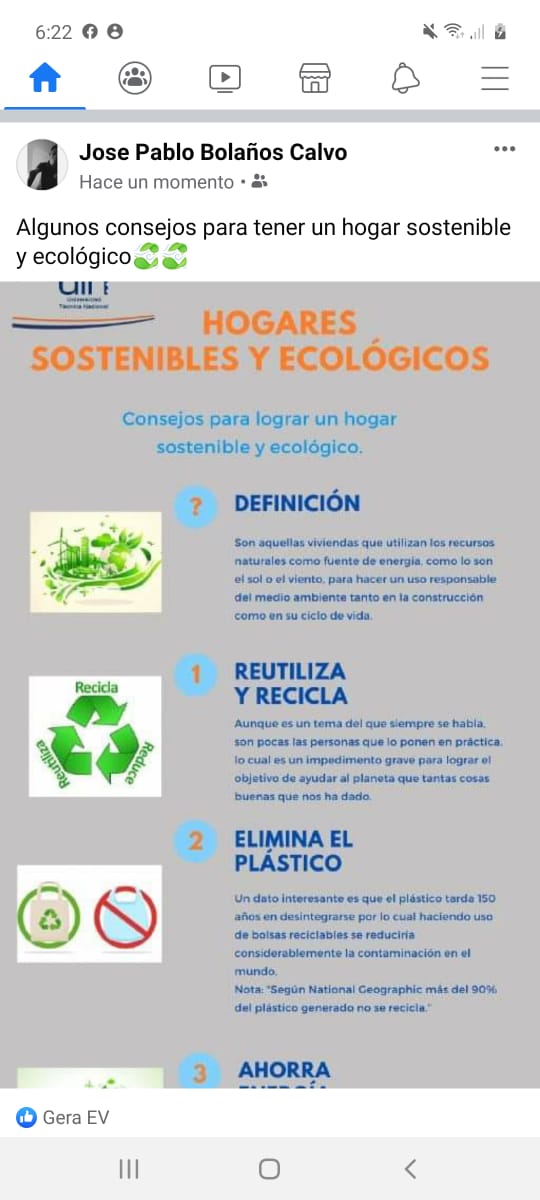 6:22
Jose Pablo Bolaños Calvo
Hace un momento •
Algunos consejos para tener un hogar sostenible
y ecológico
UNIVERSIDAD
Técnica Nacional
HOGARES
SOSTENIBLES Y ECOLÓGICOS
Consejos para lograr un hogar
sostenible y ecológico.
?
DEFINICIÓN
Son aquellas viviendas que utilizan los recursos
naturales como fuente de energía, como lo son
el sol o el viento, para hacer un uso responsable
del medio ambiente tanto en la construcción
como en su ciclo de vida.
Recicla
Reutiliza
Reduce
1
REUTILIZA
Y RECICLA
Aunque es un tema del que siempre se habla,
son pocas las personas que lo ponen en práctica,
lo cual es un impedimento grave para lograr el
objetivo de ayudar al planeta que tantas cosas
buenas que nos ha dado.
2
ELIMINA EL
PLÁSTICO
Un dato interesante es que el plástico tarda 150
años en desintegrarse por lo cual haciendo uso
de bolsas reciclables se reduciría
considerablemente la contaminación en el
mundo.
Nota: "Según National Geographic más del 90%
del plástico generado no se recicla."
3
AHORRA
Gera EV